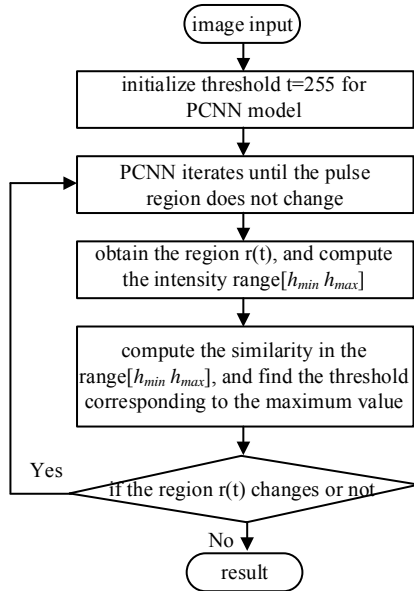 image input
initialize threshold t=255 for
PCNN model
PCNN iterates until the pulse
region does not change
obtain the region r(t), and compute
the intensity range[hmin hmax]
compute the similarity in the
range[hmin hmax], and find the threshold
corresponding to the maximum value
Yes
if the region r(t) changes or not
No
result